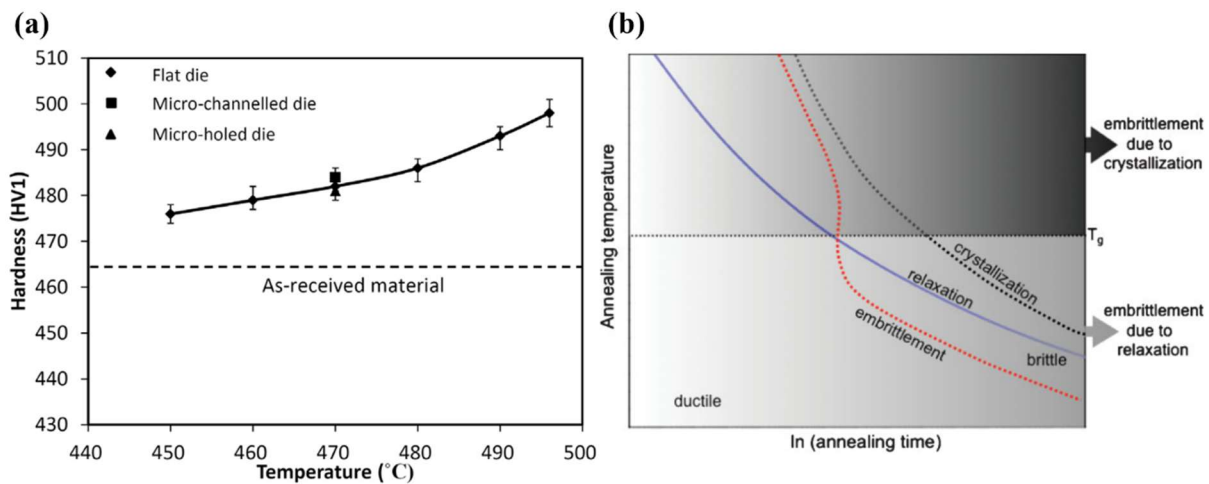 (a)
510
500
490
480
470
460
450
440
430
Hardness (HV1)
Flat die
Micro-channelled die
Micro-holed die
As-received material
440 450 460 470 480 490 500
Temperature (˚C)
(b)
Annealing temperature
relaxation
crystallization
embrittlement
ductile
brittle
Tg
ln (annealing time)
embrittlement
due to
crystallization
embrittlement
due to
relaxation